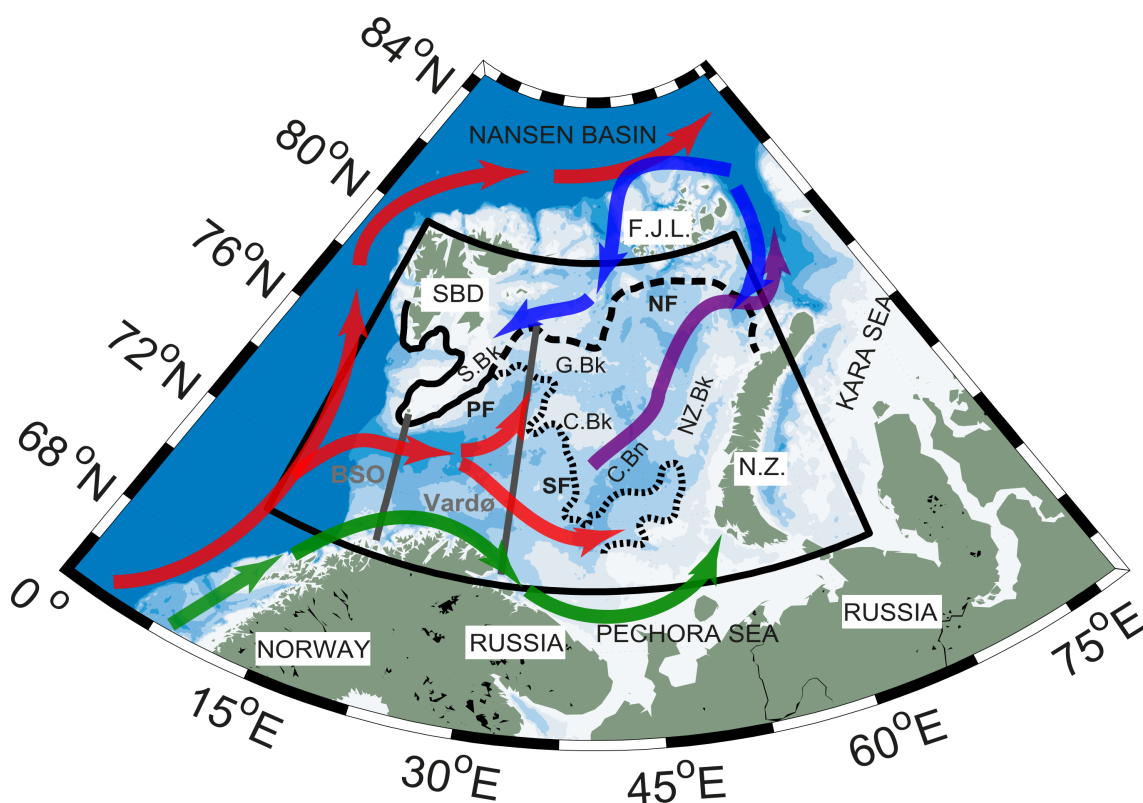 84°N
80°N
76°N
72°N
68°N
0°
15°E
30°E
45°E
60°E
75°E
NANSEN BASIN
F.J.L.
SBD
NF
S.Bk
G.Bk
PF
C.Bk
NZ.Bk
KARA SEA
BSO
Vardø
SF
C.Bn
N.Z.
NORWAY
RUSSIA
PECHORA SEA
RUSSIA